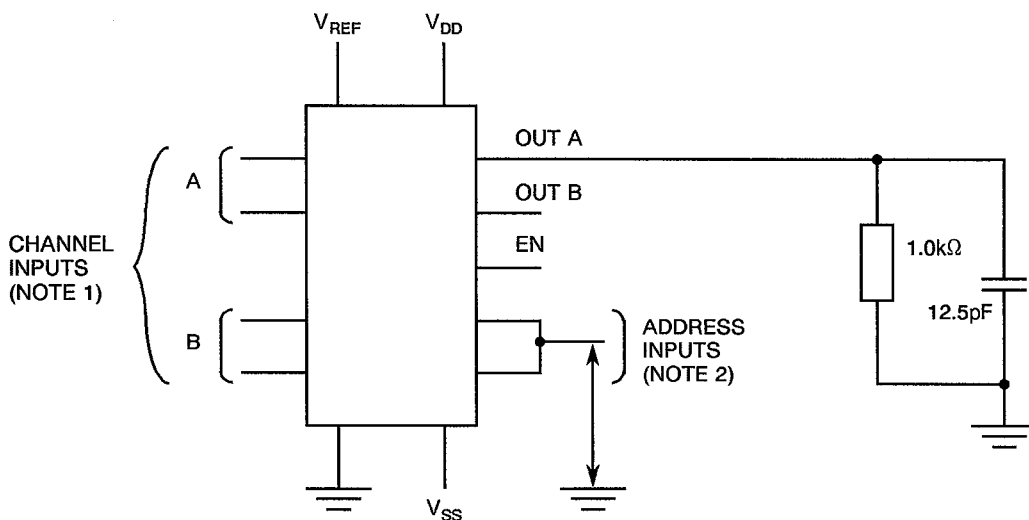 V_REF
V_DD
OUT A
A
OUT B
CHANNEL
INPUTS
(NOTE 1)
EN
1.0kΩ
12.5pF
B
ADDRESS
INPUTS
(NOTE 2)
V_SS